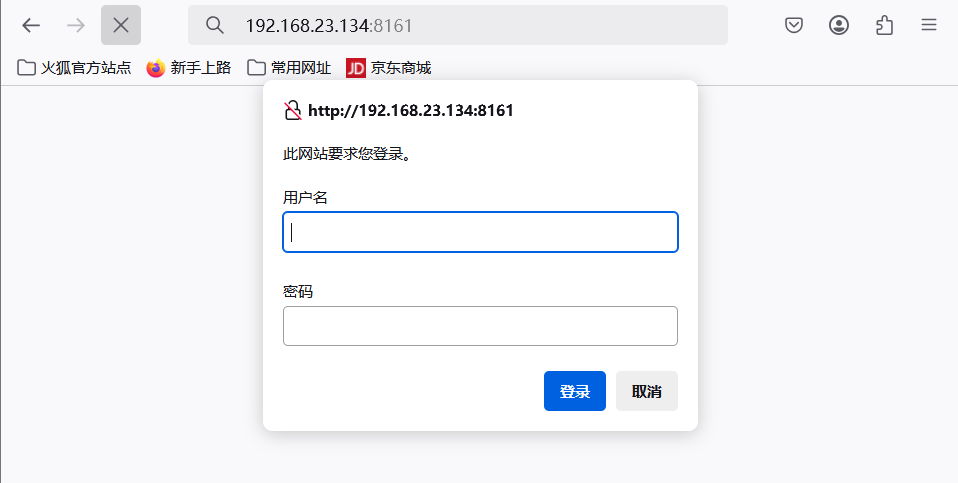 192.168.23.134:8161
火狐官方站点 新手上路 常用网址 JD 京东商城
http://192.168.23.134:8161
此网站要求您登录。
用户名
密码
登录 取消